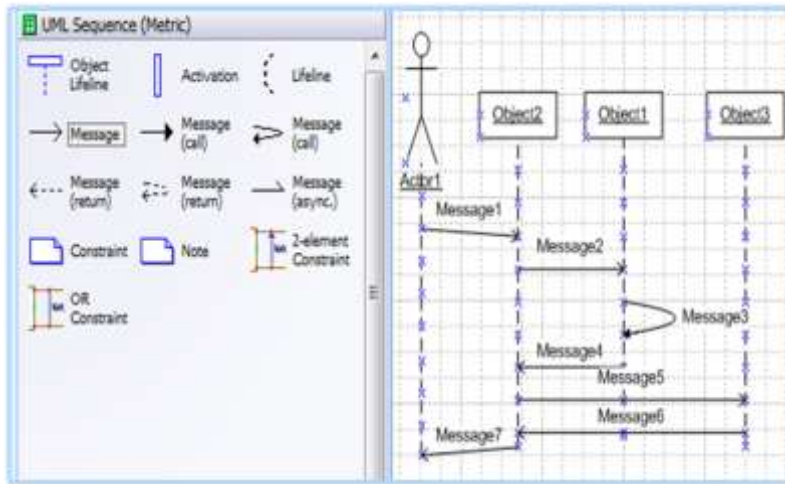 UML Sequence (Metric)
Object
Lifeline
Activation
Lifeline
Message
Message
(call)
Message
(call)
Message
(return)
Message
(return)
Message
(async.)
Constraint
Note
2-element
Constraint
OR
Constraint
Actor1
Object2
Object1
Object3
Message1
Message2
Message3
Message4
Message5
Message6
Message7